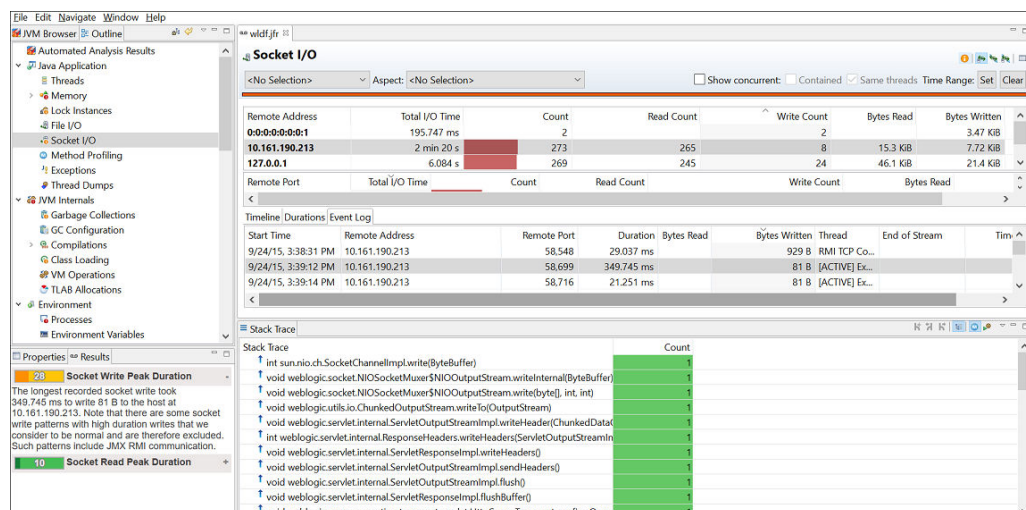 File Edit Navigate Window Help
JVM Browser Outline
Automated Analysis Results
Java Application
Threads
Memory
Lock Instances
File I/O
Socket I/O
Method Profiling
Exceptions
Thread Dumps
JVM Internals
Garbage Collections
GC Configuration
Compilations
Class Loading
VM Operations
TLAB Allocations
Environment
Processes
Environment Variables
Properties Results
28 Socket Write Peak Duration -
The longest recorded socket write took
349.745 ms to write 81 B to the host at
10.161.190.213. Note that there are some socket
write patterns with high duration writes that we
consider to be normal and are therefore excluded.
Such patterns include JMX RMI communication.
10 Socket Read Peak Duration +
wldf.jfr
Socket I/O
<No Selection> Aspect: <No Selection> Show concurrent: Contained Same threads Time Range: Set Clear
Remote Address Total I/O Time Count Read Count Write Count Bytes Read Bytes Written
0:0:0:0:0:0:0:1 195.747 ms 2 2 3.47 KiB
10.161.190.213 2 min 20 s 273 265 8 15.3 KiB 7.72 KiB
127.0.0.1 6.084 s 269 245 24 46.1 KiB 21.4 KiB
Remote Port Total I/O Time Count Read Count Write Count Bytes Read
Timeline Durations Event Log
Start Time Remote Address Remote Port Duration Bytes Read Bytes Written Thread End of Stream Tim
9/24/15, 3:38:31 PM 10.161.190.213 58,548 29.037 ms 929 B RMI TCP Co...
9/24/15, 3:39:12 PM 10.161.190.213 58,699 349.745 ms 81 B [ACTIVE] Ex...
9/24/15, 3:39:14 PM 10.161.190.213 58,716 21.251 ms 81 B [ACTIVE] Ex...
Stack Trace
Stack Trace Count
int sun.nio.ch.SocketChannelImpl.write(ByteBuffer) 1
void weblogic.socket.NIOSocketMuxer$NIOOutputStream.writeInternal(ByteBuffer) 1
void weblogic.socket.NIOSocketMuxer$NIOOutputStream.write(byte[], int, int) 1
void weblogic.utils.io.ChunkedOutputStream.writeTo(OutputStream) 1
void weblogic.servlet.internal.ServletOutputStreamImpl.writeHeader(ChunkedData 1
int weblogic.servlet.internal.ResponseHeaders.writeHeaders(ServletOutputStreamIn 1
void weblogic.servlet.internal.ServletResponseImpl.writeHeaders() 1
void weblogic.servlet.internal.ServletOutputStreamImpl.sendHeaders() 1
void weblogic.servlet.internal.ServletOutputStreamImpl.flush() 1
void weblogic.servlet.internal.ServletResponseImpl.flushBuffer() 1